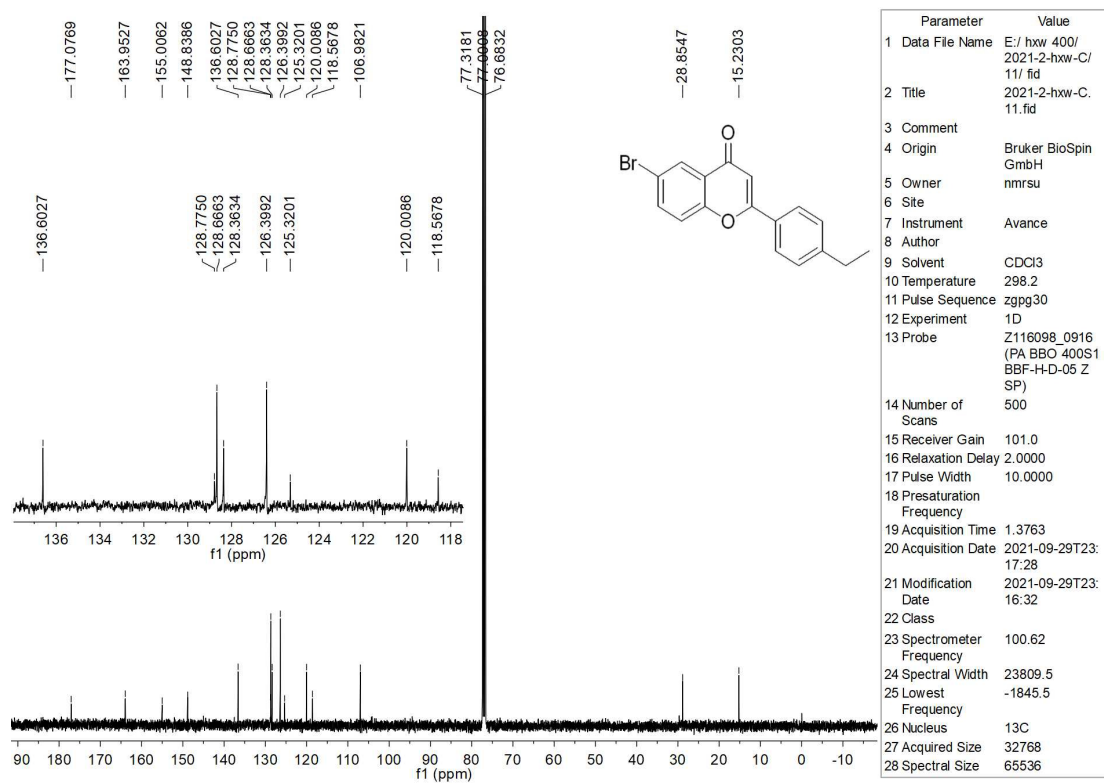 177.0769
163.9527
155.0062
148.8386
136.6027
128.7750
128.6663
128.3634
126.3992
125.3201
120.0086
118.5678
106.9821
77.3181
77.0008
76.6832
28.8547
15.2303
138.6027
128.7750
128.6663
128.3634
126.3992
125.3201
120.0086
118.5678
O
Br
O
136 134 132 130 128 126 124 122 120 118
f1 (ppm)
90 180 170 160 150 140 130 120 110 100 90 80 70 60 50 40 30 20 10 0 -10
f1 (ppm)
Parameter Value
1 Data File Name E:/ hxw 400/
2021-2-hxw-C/
11/ fid
2 Title 2021-2-hxw-C.
11.fid
3 Comment
4 Origin Bruker BioSpin
GmbH
5 Owner nmrsu
6 Site
7 Instrument Avance
8 Author
9 Solvent CDCl3
10 Temperature 298.2
11 Pulse Sequence zgpg30
12 Experiment 1D
13 Probe Z116098_0916
(PA BBO 400S1
BBF-H-D-05 Z
SP)
14 Number of 500
Scans
15 Receiver Gain 101.0
16 Relaxation Delay 2.0000
17 Pulse Width 10.0000
18 Presaturation
Frequency
19 Acquisition Time 1.3763
20 Acquisition Date 2021-09-29T23:
17:28
21 Modification 2021-09-29T23:
Date 16:32
22 Class
23 Spectrometer 100.62
Frequency
24 Spectral Width 23809.5
25 Lowest -1845.5
Frequency
26 Nucleus 13C
27 Acquired Size 32768
28 Spectral Size 65536